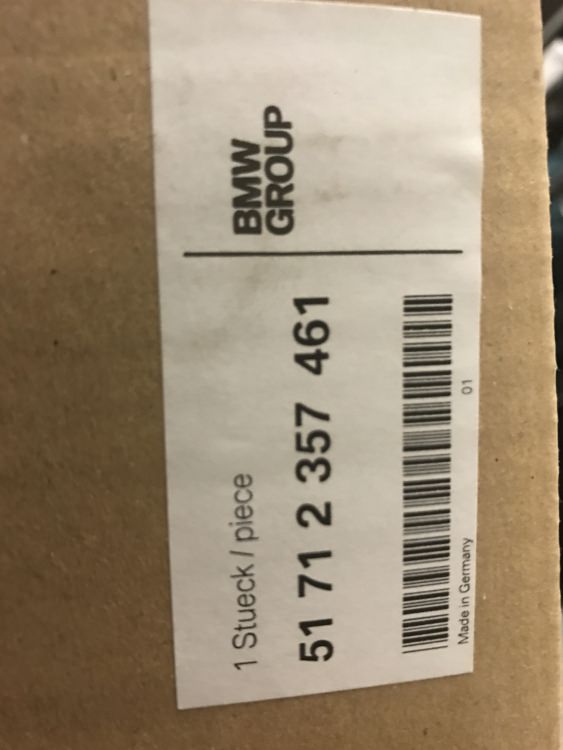 1 Stueck / piece
51 71 2 357 461
Made in Germany
01
BMW
GROUP